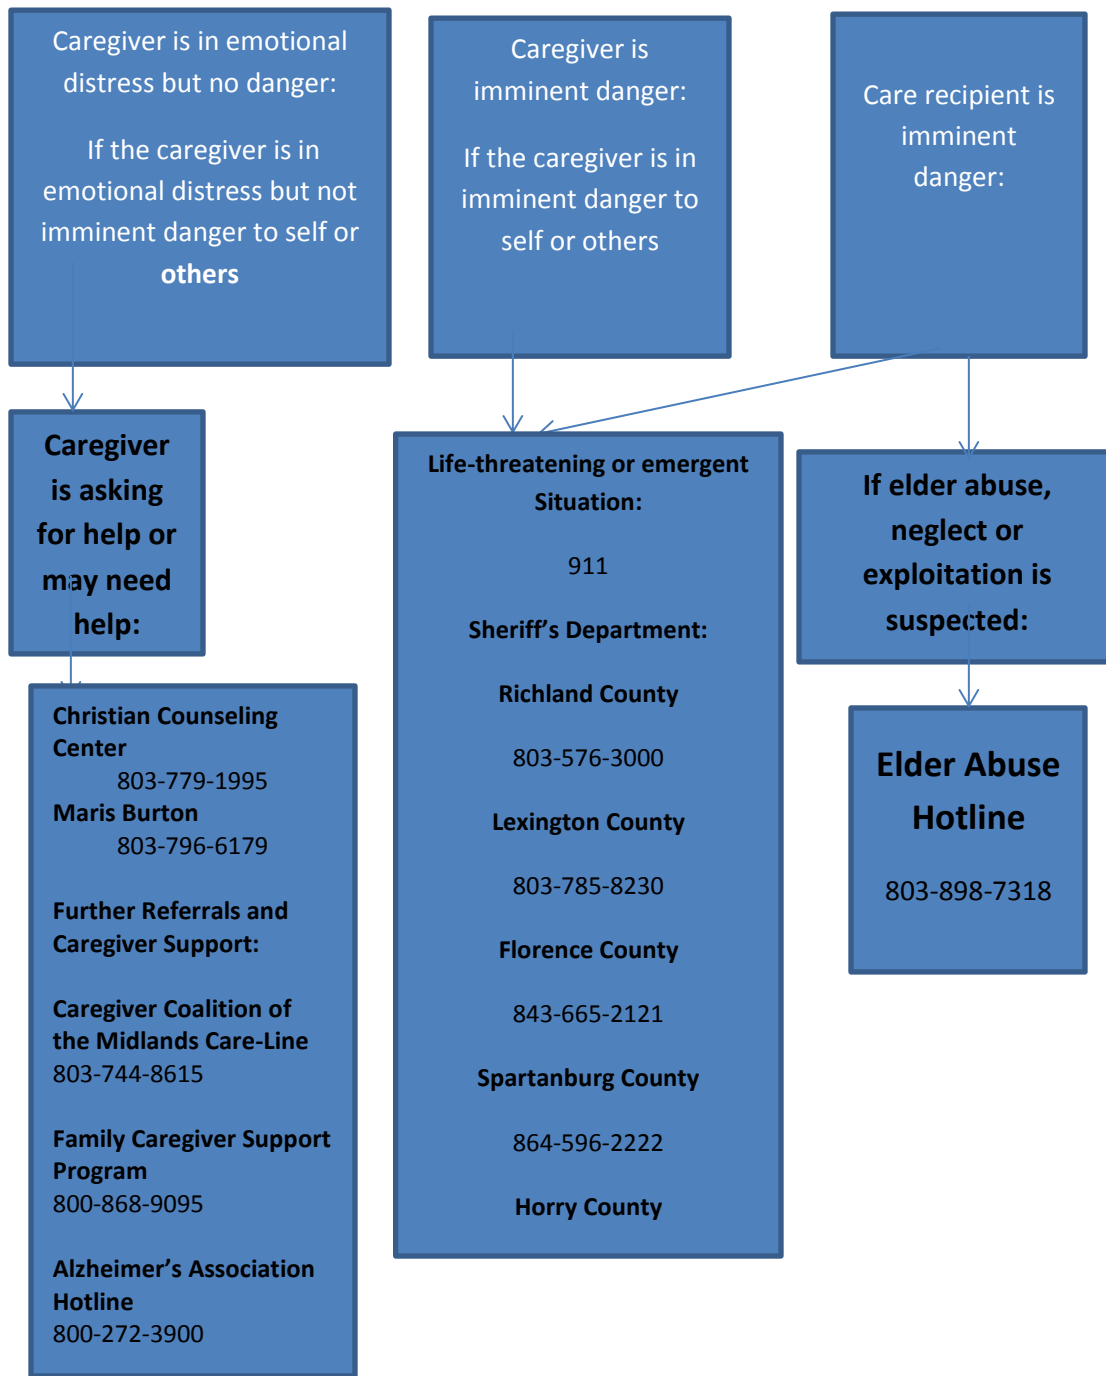 Caregiver is in emotional
distress but no danger:
If the caregiver is in
emotional distress but not
imminent danger to self or
others
Caregiver is
imminent danger:
If the caregiver is in
imminent danger to
self or others
Care recipient is
imminent
danger:
Caregiver
is asking
for help or
may need
help:
Life-threatening or emergent
Situation:
911
Sheriff’s Department:
Richland County
803-576-3000
Lexington County
803-785-8230
Florence County
843-665-2121
Spartanburg County
864-596-2222
Horry County
If elder abuse,
neglect or
exploitation is
suspected:
Christian Counseling
Center
803-779-1995
Maris Burton
803-796-6179
Further Referrals and
Caregiver Support:
Caregiver Coalition of
the Midlands Care-Line
803-744-8615
Family Caregiver Support
Program
800-868-9095
Alzheimer’s Association
Hotline
800-272-3900
Elder Abuse
Hotline
803-898-7318